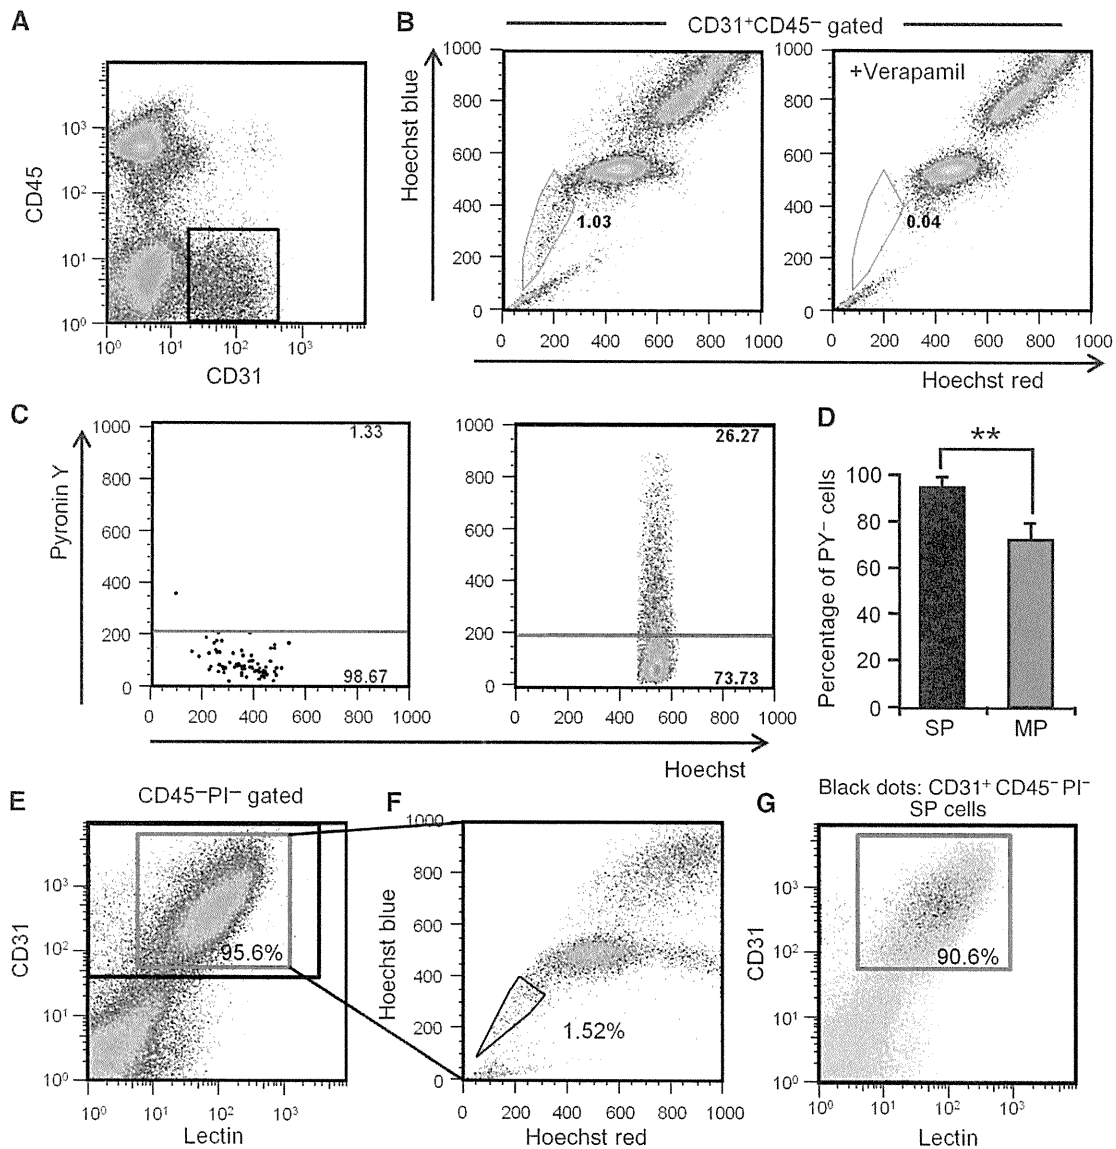 A
CD45
10³
10²
10¹
10⁰
10⁰ 10¹ 10² 10³
CD31
B
CD31⁺CD45⁻ gated
Hoechst blue
1000
800
600
400
200
0
1.03
0 200 400 600 800 1000
+Verapamil
1000
800
600
400
200
0
0.04
0 200 400 600 800 1000
Hoechst red
C
Pyronin Y
1000
800
600
400
200
0
1.33
98.67
0 200 400 600 800 1000
1000
800
600
400
200
0
26.27
73.73
0 200 400 600 800 1000
Hoechst
D
**
Percentage of PY⁻ cells
100
80
60
40
20
0
SP MP
E
CD45⁻PI⁻ gated
CD31
10³
10²
10¹
10⁰
95.6%
10⁰ 10¹ 10² 10³
Lectin
F
Hoechst blue
1000
800
600
400
200
0
1.52%
0 200 400 600 800 1000
Hoechst red
G
Black dots: CD31⁺ CD45⁻ PI⁻
SP cells
CD31
10³
10²
10¹
10⁰
90.6%
10⁰ 10¹ 10² 10³
Lectin